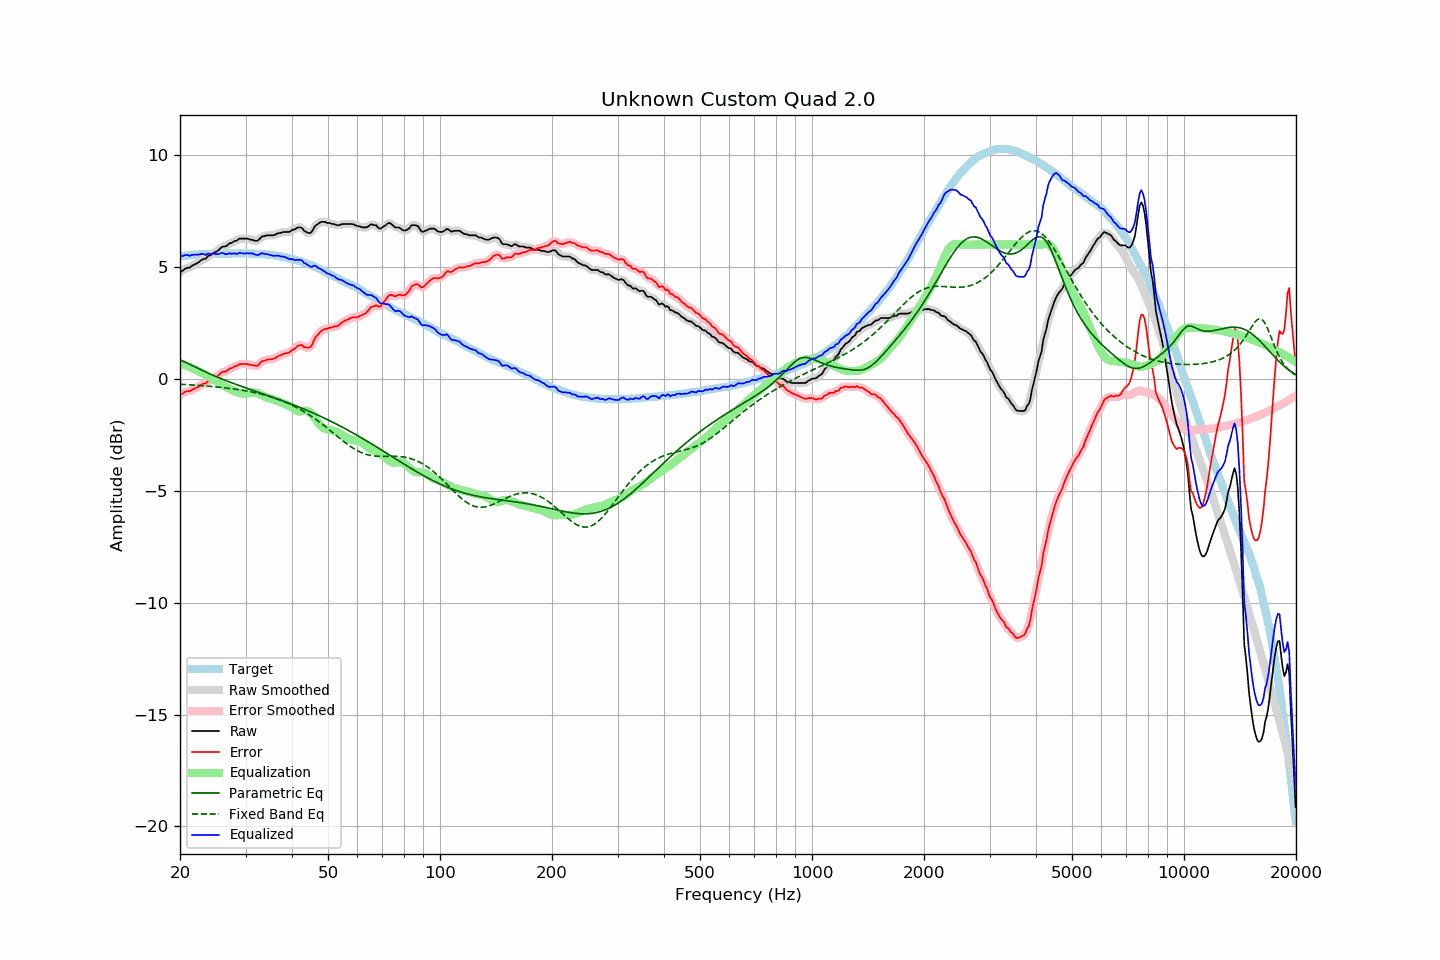 Unknown Custom Quad 2.0
10
5
0
−5
−10
−15
−20
Amplitude (dBr)
Target
Raw Smoothed
Error Smoothed
Raw
Error
Equalization
Parametric Eq
Fixed Band Eq
Equalized
20 50 100 200 500 1000 2000 5000 10000 20000
Frequency (Hz)